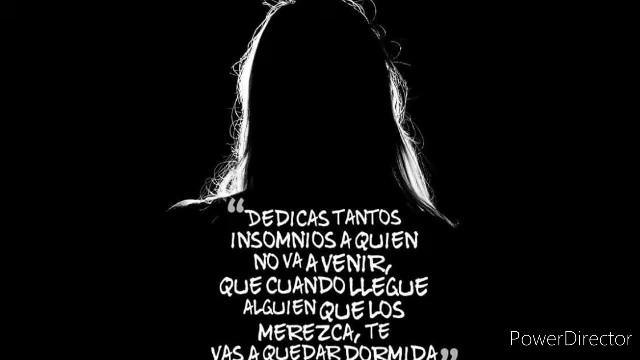 “DEDICAS TANTOS
INSOMNIOS A QUIEN
NO VA A VENIR,
QUE CUANDO LLEGUE
ALGUIEN QUE LOS
MEREZCA, TE
VAS A QUEDAR DORMIDA”
PowerDirector